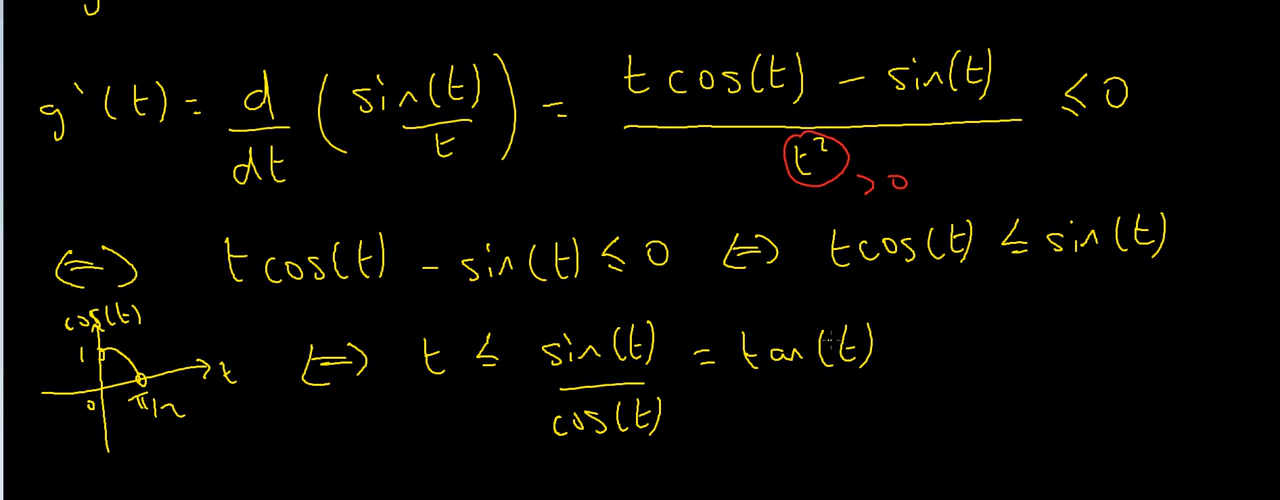 g'(t) = d/dt (sin(t)/t) = (t cos(t) - sin(t))/t² ≤ 0
> 0
⇔ t cos(t) - sin(t) ≤ 0 ⇔ t cos(t) ≤ sin(t)
cos(t)
1
t
0
π/2
⇔ t ≤ sin(t)/cos(t) = tan(t)